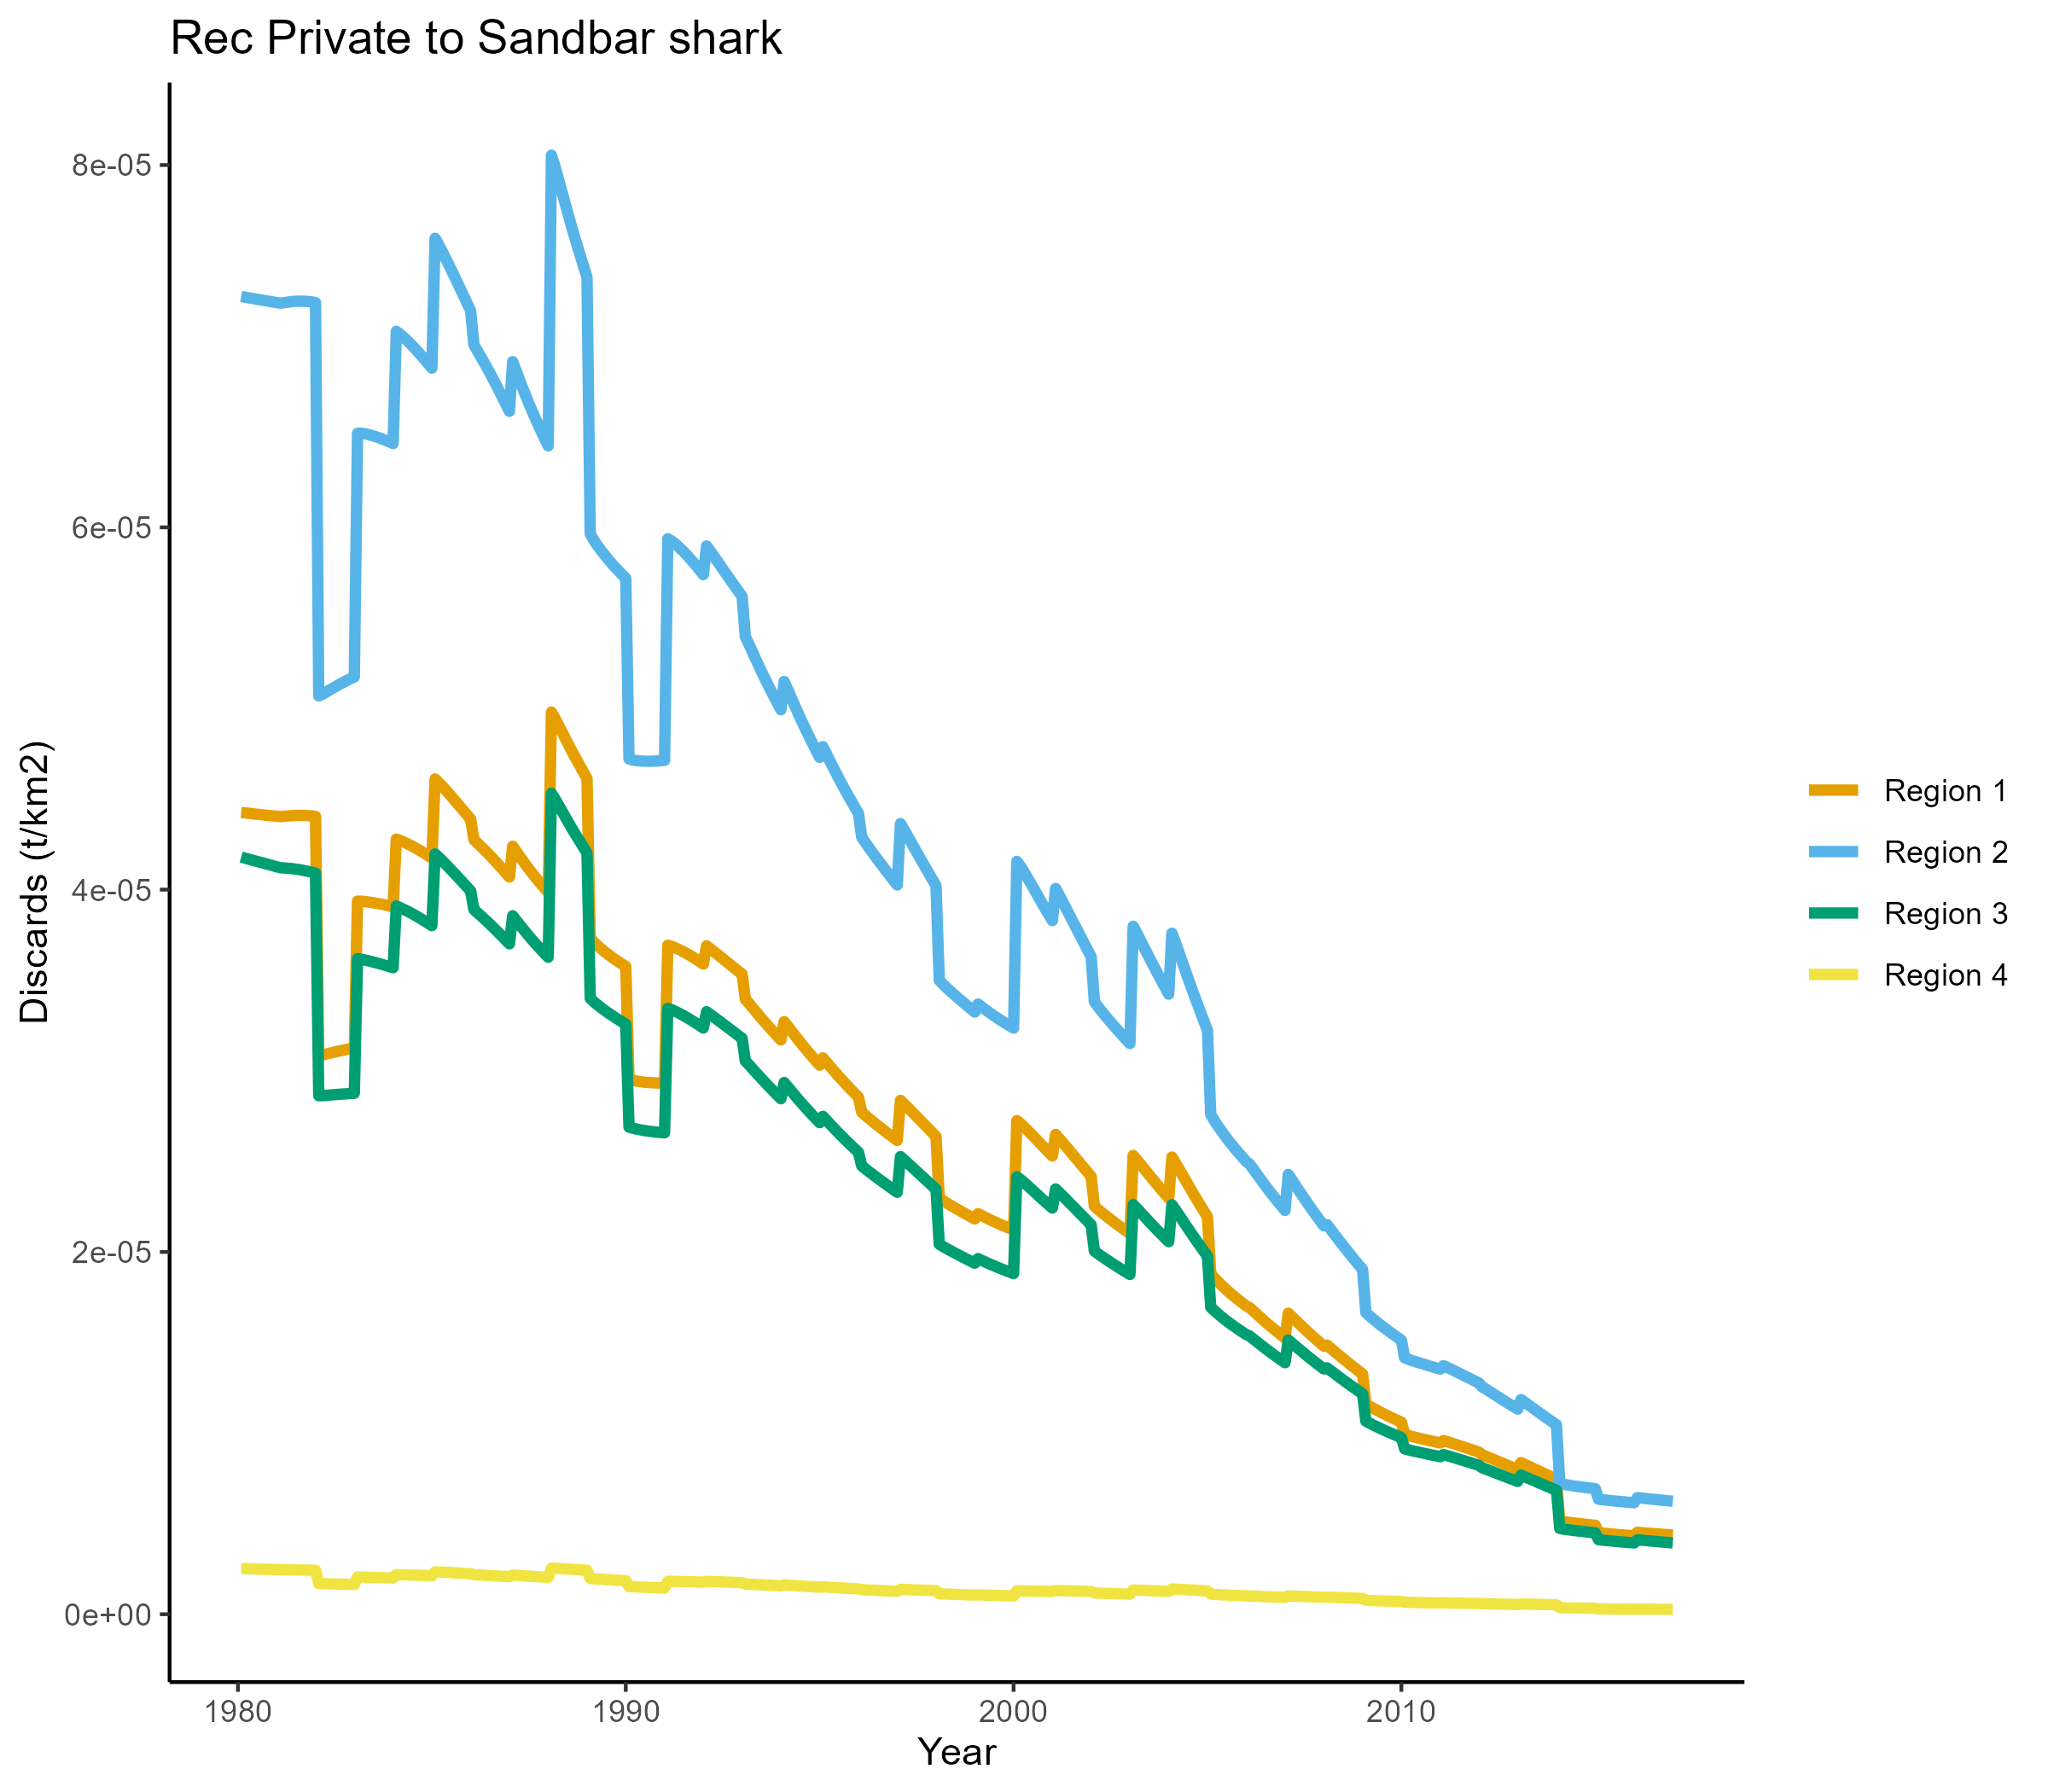 Rec Private to Sandbar shark
8e-05
6e-05
4e-05
2e-05
0e+00
Discards (t/km2)
1980
1990
2000
2010
Year
Region 1
Region 2
Region 3
Region 4